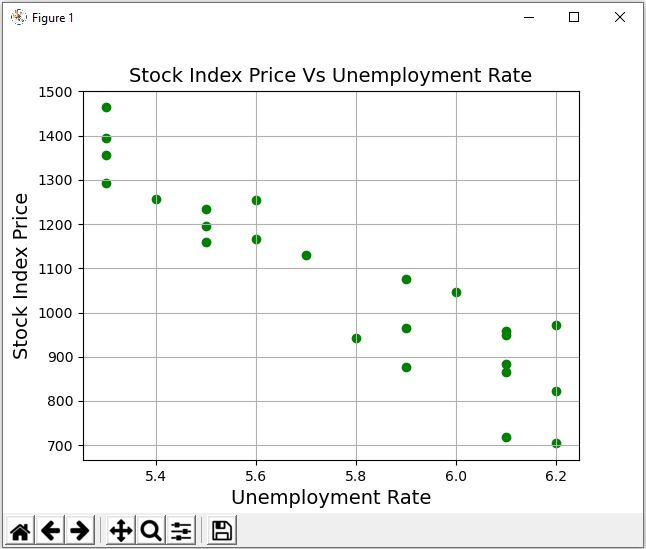 Figure 1
Stock Index Price Vs Unemployment Rate
1500
1400
1300
1200
1100
1000
900
800
700
Stock Index Price
5.4 5.6 5.8 6.0 6.2
Unemployment Rate